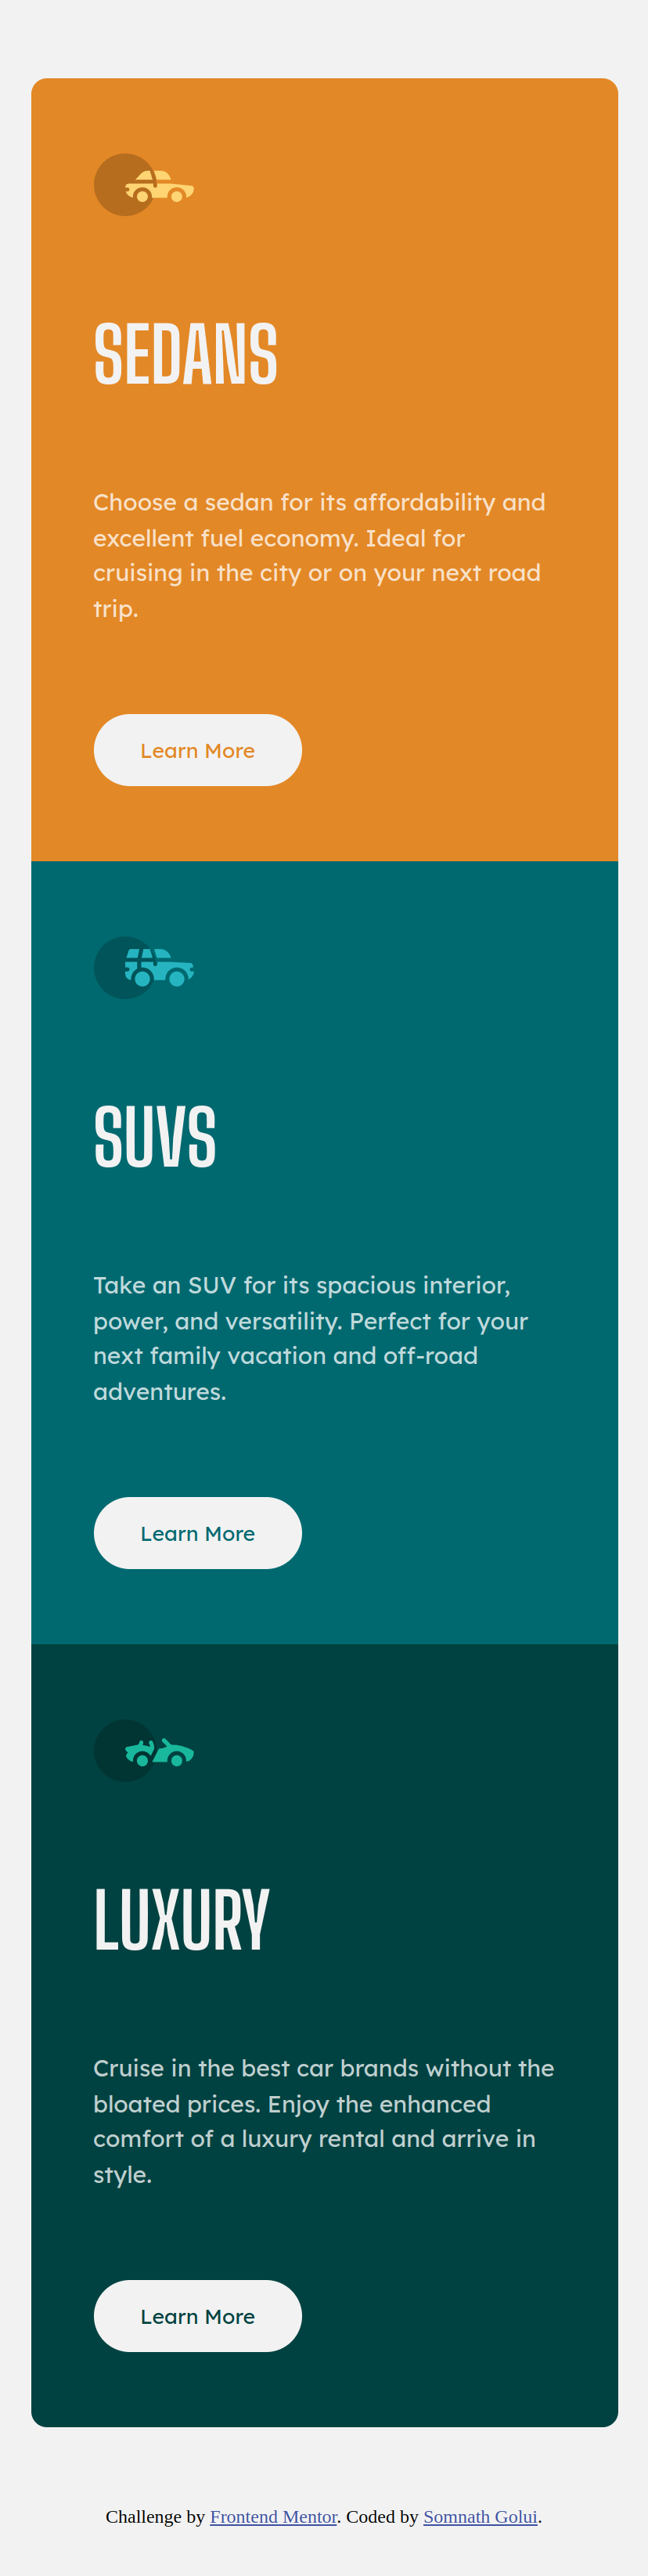 SEDANS
Choose a sedan for its affordability and
excellent fuel economy. Ideal for
cruising in the city or on your next road
trip.
Learn More
SUVS
Take an SUV for its spacious interior,
power, and versatility. Perfect for your
next family vacation and off-road
adventures.
Learn More
LUXURY
Cruise in the best car brands without the
bloated prices. Enjoy the enhanced
comfort of a luxury rental and arrive in
style.
Learn More
Challenge by Frontend Mentor. Coded by Somnath Golui.